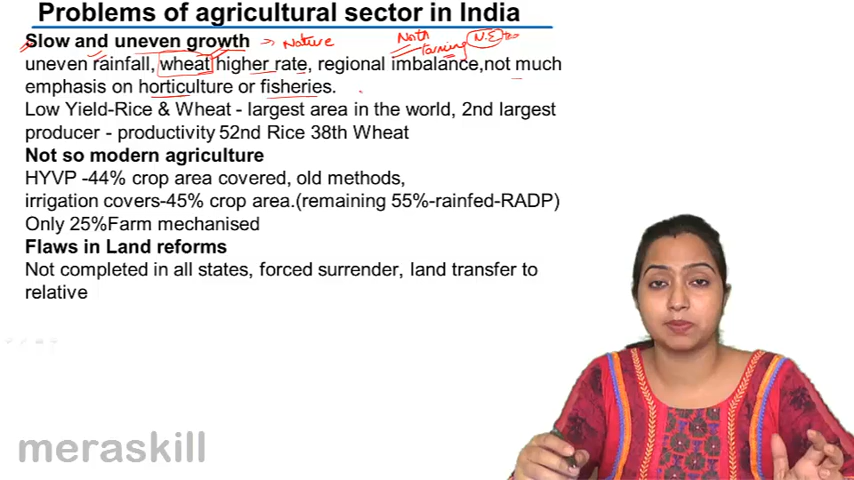 Problems of agricultural sector in India
Slow and uneven growth → Nature North N.E
uneven rainfall, wheat higher rate, regional imbalance,not much
emphasis on horticulture or fisheries.
Low Yield-Rice & Wheat - largest area in the world, 2nd largest
producer - productivity 52nd Rice 38th Wheat
Not so modern agriculture
HYVP -44% crop area covered, old methods,
irrigation covers-45% crop area.(remaining 55%-rainfed-RADP)
Only 25%Farm mechanised
Flaws in Land reforms
Not completed in all states, forced surrender, land transfer to
relative
meraskill